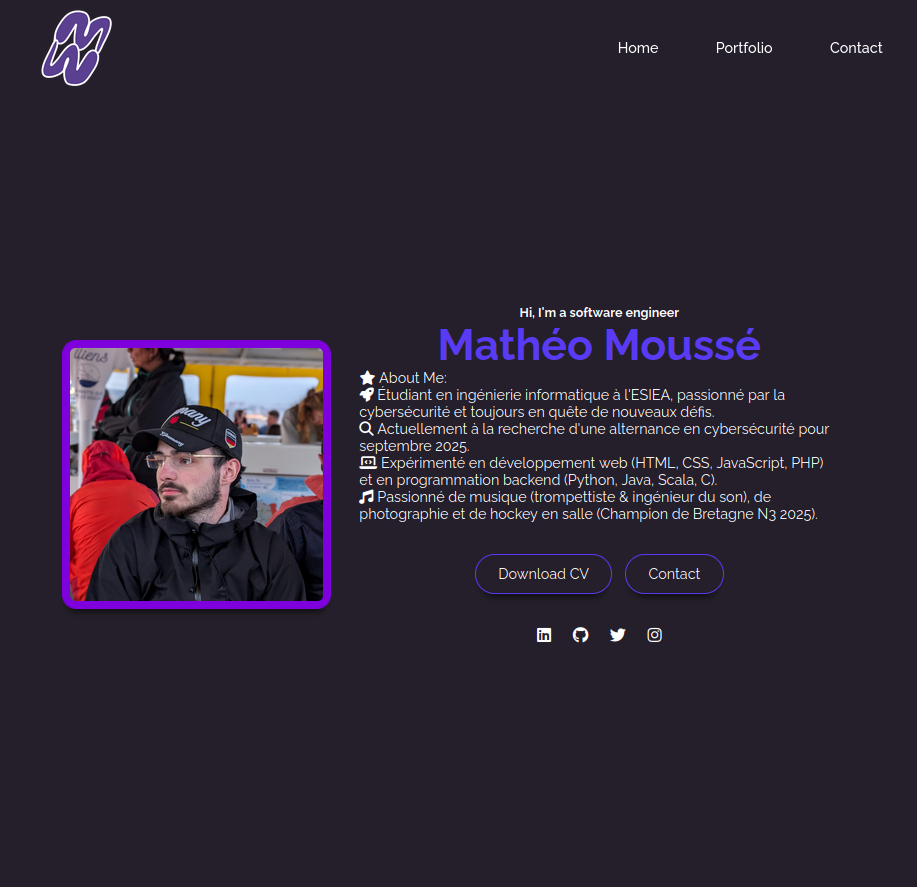 Home Portfolio Contact
Hi, I'm a software engineer
Mathéo Moussé
About Me:
Étudiant en ingénierie informatique à l'ESIEA, passionné par la
cybersécurité et toujours en quête de nouveaux défis.
Actuellement à la recherche d'une alternance en cybersécurité pour
septembre 2025.
Expérimenté en développement web (HTML, CSS, JavaScript, PHP)
et en programmation backend (Python, Java, Scala, C).
Passionné de musique (trompettiste & ingénieur du son), de
photographie et de hockey en salle (Champion de Bretagne N3 2025).
Download CV Contact